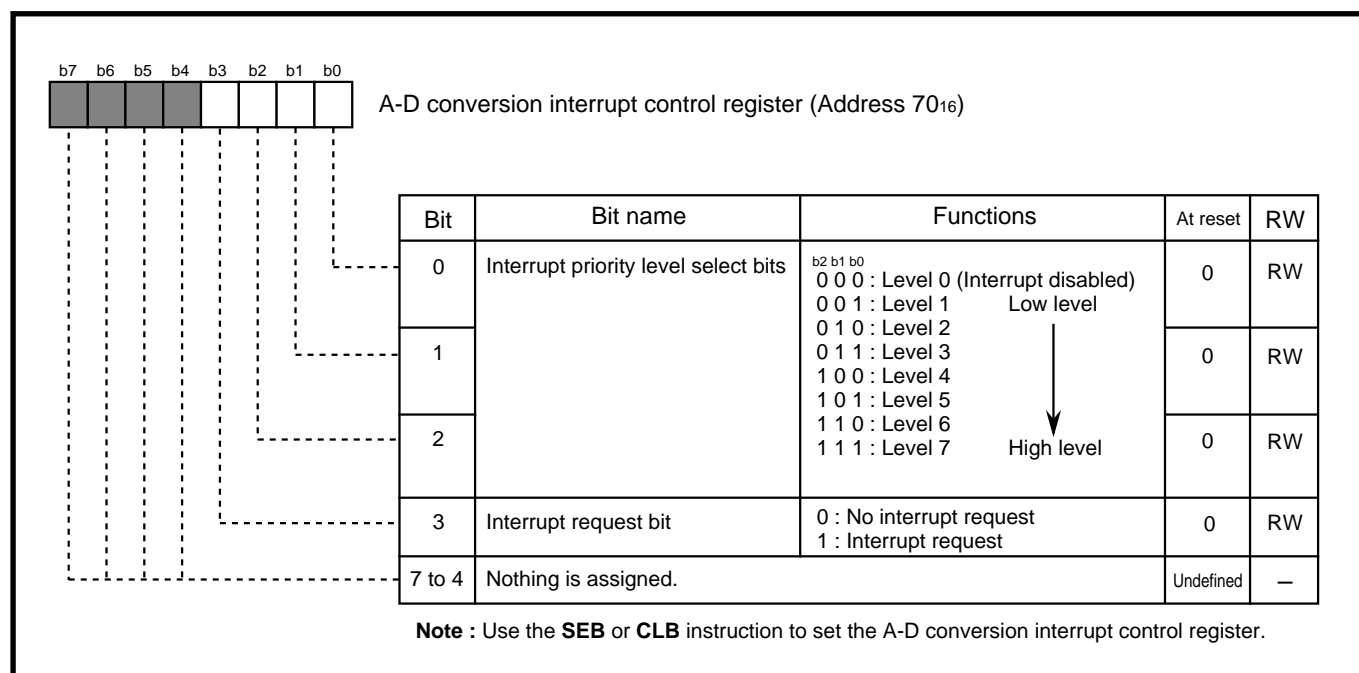 b7 b6 b5 b4 b3 b2 b1 b0
A-D conversion interrupt control register (Address 70₁₆)
Bit Bit name Functions At reset RW
0 Interrupt priority level select bits b2 b1 b0 0 RW
0 0 0 : Level 0 (Interrupt disabled)
0 0 1 : Level 1 Low level
0 1 0 : Level 2
1 0 1 1 : Level 3 0 RW
1 0 0 : Level 4
1 0 1 : Level 5
2 1 1 0 : Level 6 0 RW
1 1 1 : Level 7 High level
3 Interrupt request bit 0 : No interrupt request 0 RW
1 : Interrupt request
7 to 4 Nothing is assigned. Undefined –
Note : Use the SEB or CLB instruction to set the A-D conversion interrupt control register.